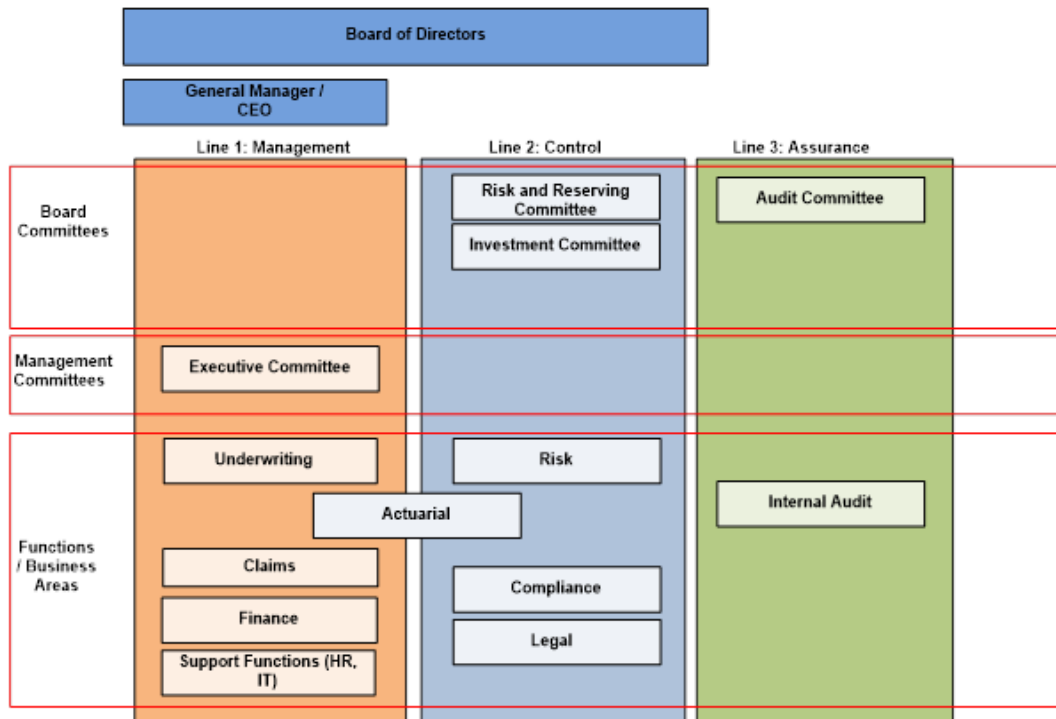 Board of Directors
General Manager /
CEO
Line 1: Management
Line 2: Control
Line 3: Assurance
Board
Committees
Risk and Reserving
Committee
Audit Committee
Investment Committee
Management
Committees
Executive Committee
Functions
/ Business
Areas
Underwriting
Risk
Actuarial
Internal Audit
Claims
Compliance
Finance
Legal
Support Functions (HR,
IT)